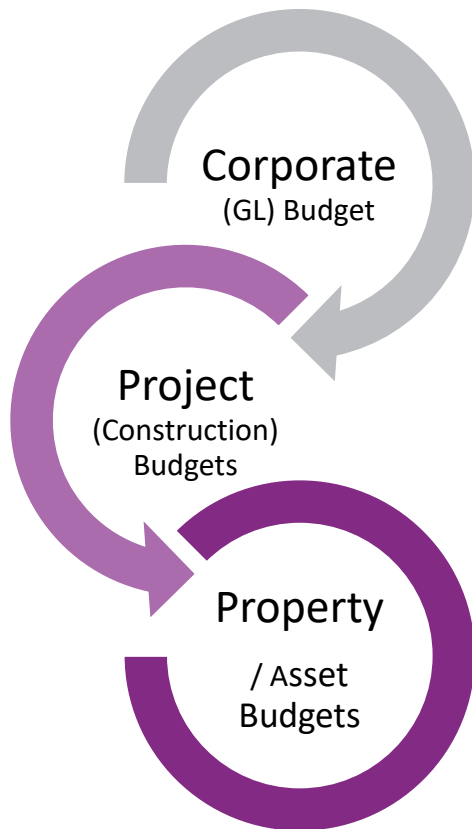 Corporate
(GL) Budget
Project
(Construction)
Budgets
Property
/ Asset
Budgets